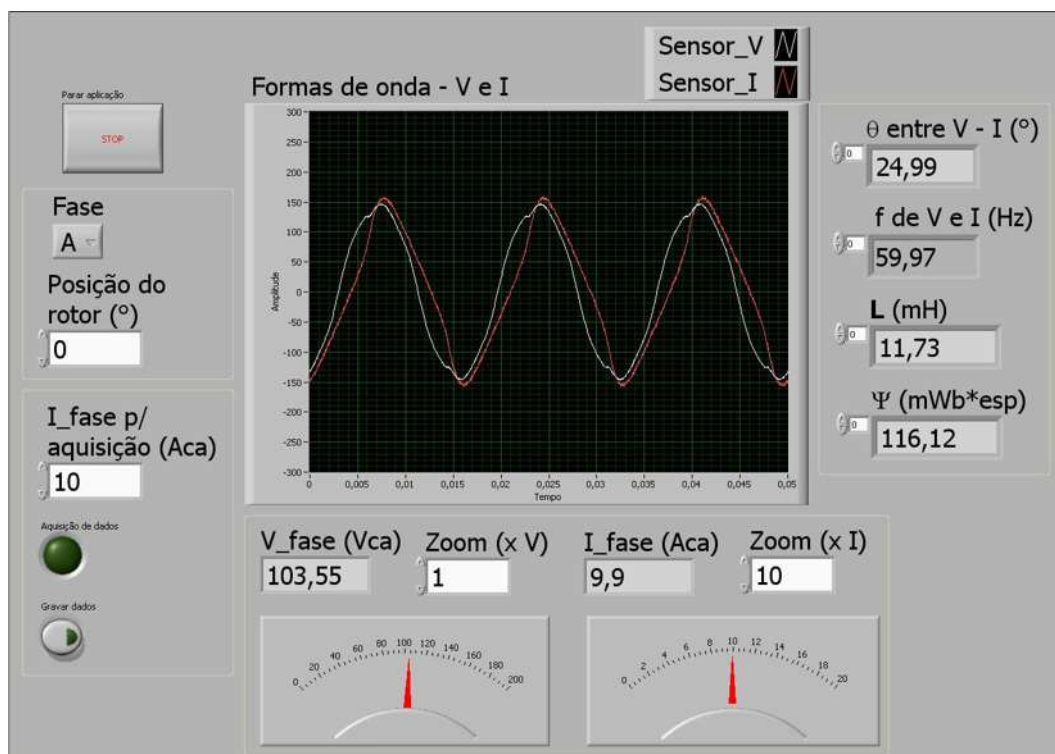 Sensor_V
Sensor_I
Parar aplicação
STOP
Fase
A
Posição do
rotor (°)
0
I_fase p/
aquisição (Aca)
10
Aquisição de dados
Gravar dados
Formas de onda - V e I
Amplitude
300
250
200
150
100
50
0
-50
-100
-150
-200
-250
-300
0 0,005 0,01 0,015 0,02 0,025 0,03 0,035 0,04 0,045 0,05
Tempo
θ entre V - I (°)
0 24,99
f de V e I (Hz)
0 59,97
L (mH)
0 11,73
Ψ (mWb*esp)
0 116,12
V_fase (Vca) Zoom (x V) I_fase (Aca) Zoom (x I)
103,55 1 9,9 10
0 20 40 60 80 100 120 140 160 180 200
0 2 4 6 8 10 12 14 16 18 20